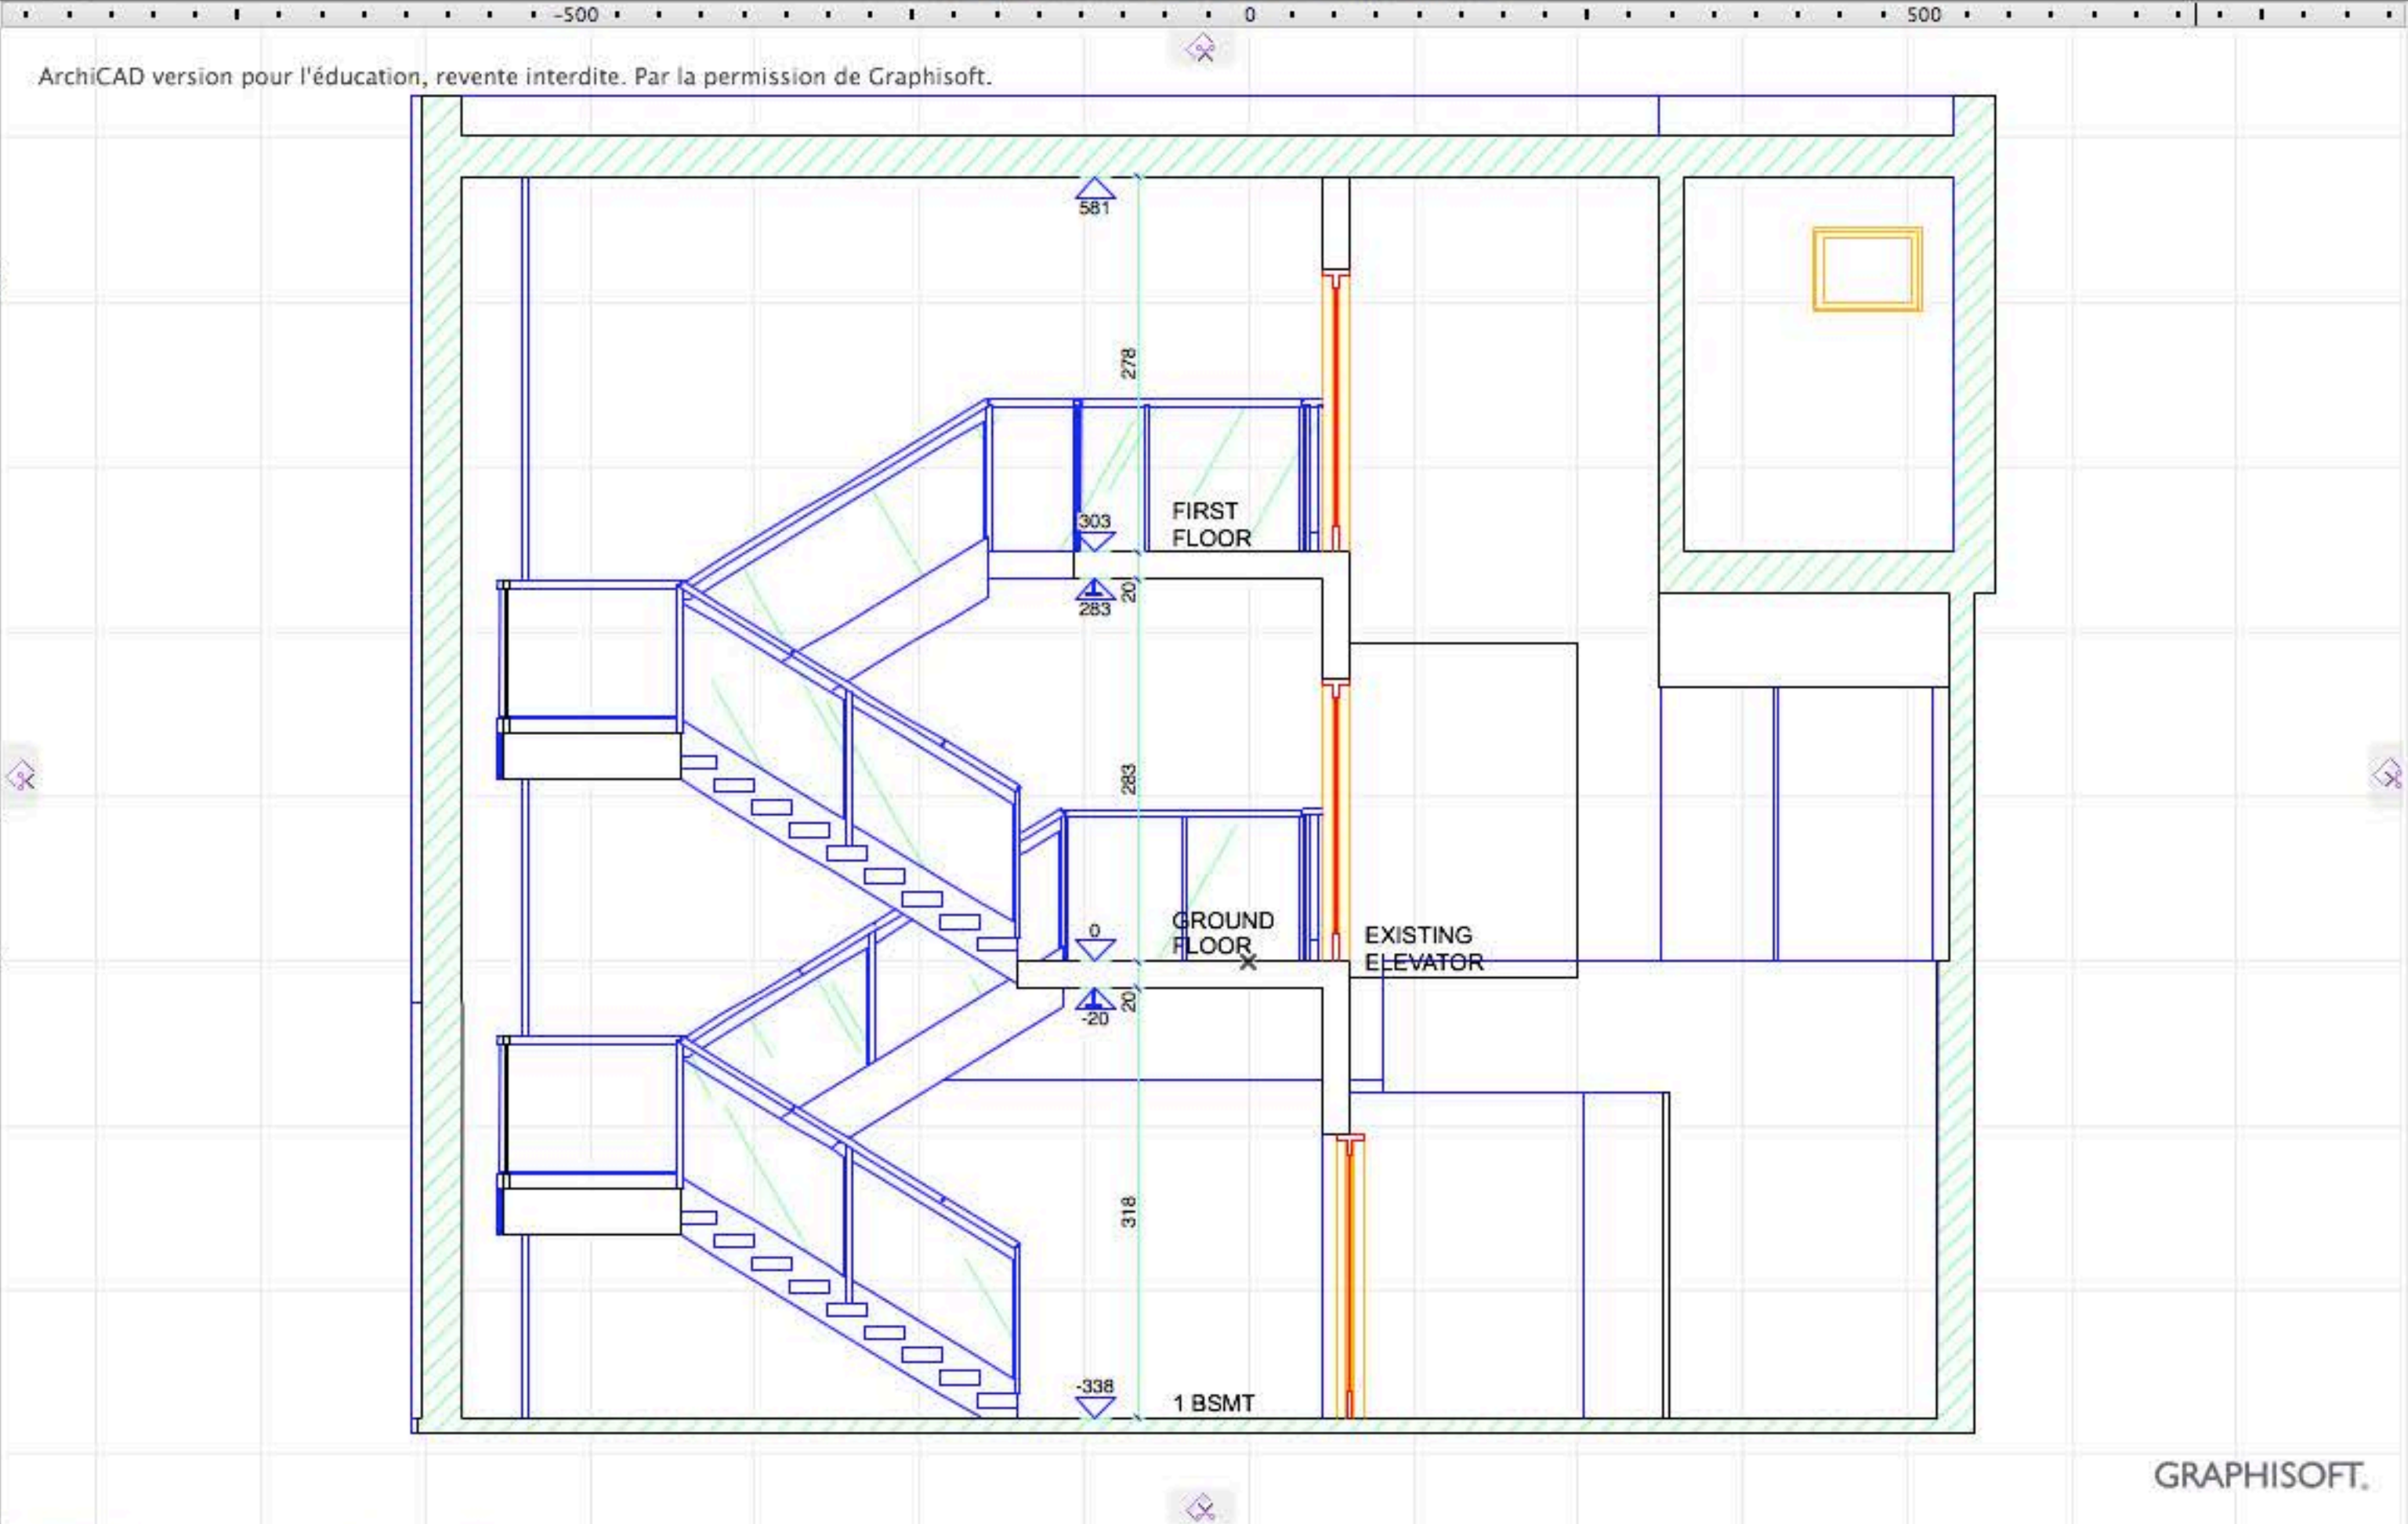 -500 0 500
ArchiCAD version pour l'éducation, revente interdite. Par la permission de Graphisoft.
581
278
303
FIRST
FLOOR
283
20
283
0
GROUND
FLOOR
EXISTING
ELEVATOR
-20
20
318
-338
1 BSMT
GRAPHISOFT.